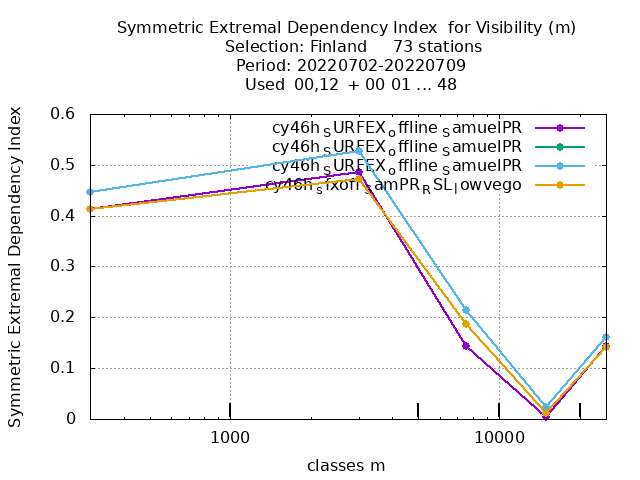 Symmetric Extremal Dependency Index for Visibility (m)
Selection: Finland 73 stations
Period: 20220702-20220709
Used 00,12 + 00 01 ... 48
Symmetric Extremal Dependency Index
0.6
0.5
0.4
0.3
0.2
0.1
0
cy46h_SURFEX_offline_SamuelPR
cy46h_SURFEX_offline_SamuelPR
cy46h_SURFEX_offline_SamuelPR
cy46h_sfxoff_SamPR_RSL_lowvego
1000 10000
classes m